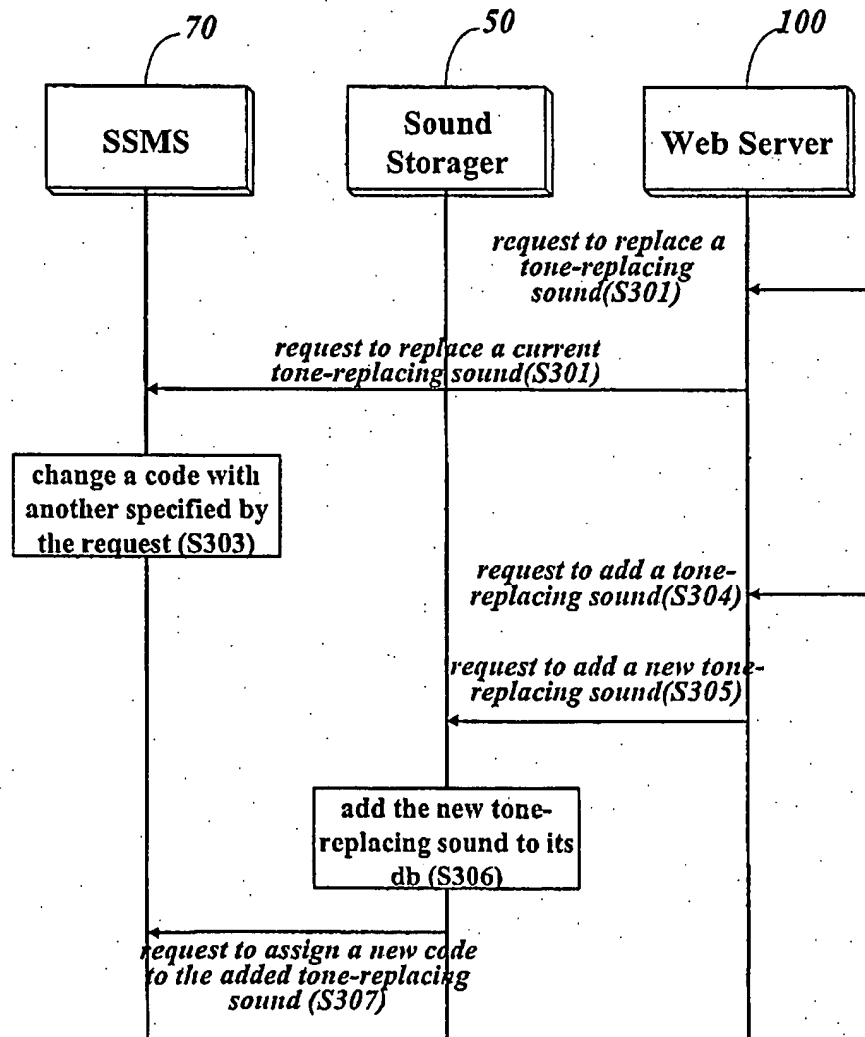 70
50
100
SSMS
Sound
Storager
Web Server
request to replace a
tone-replacing
sound(S301)
request to replace a current
tone-replacing sound(S301)
change a code with
another specified by
the request (S303)
request to add a tone-
replacing sound(S304)
request to add a new tone-
replacing sound(S305)
add the new tone-
replacing sound to its
db (S306)
request to assign a new code
to the added tone-replacing
sound (S307)